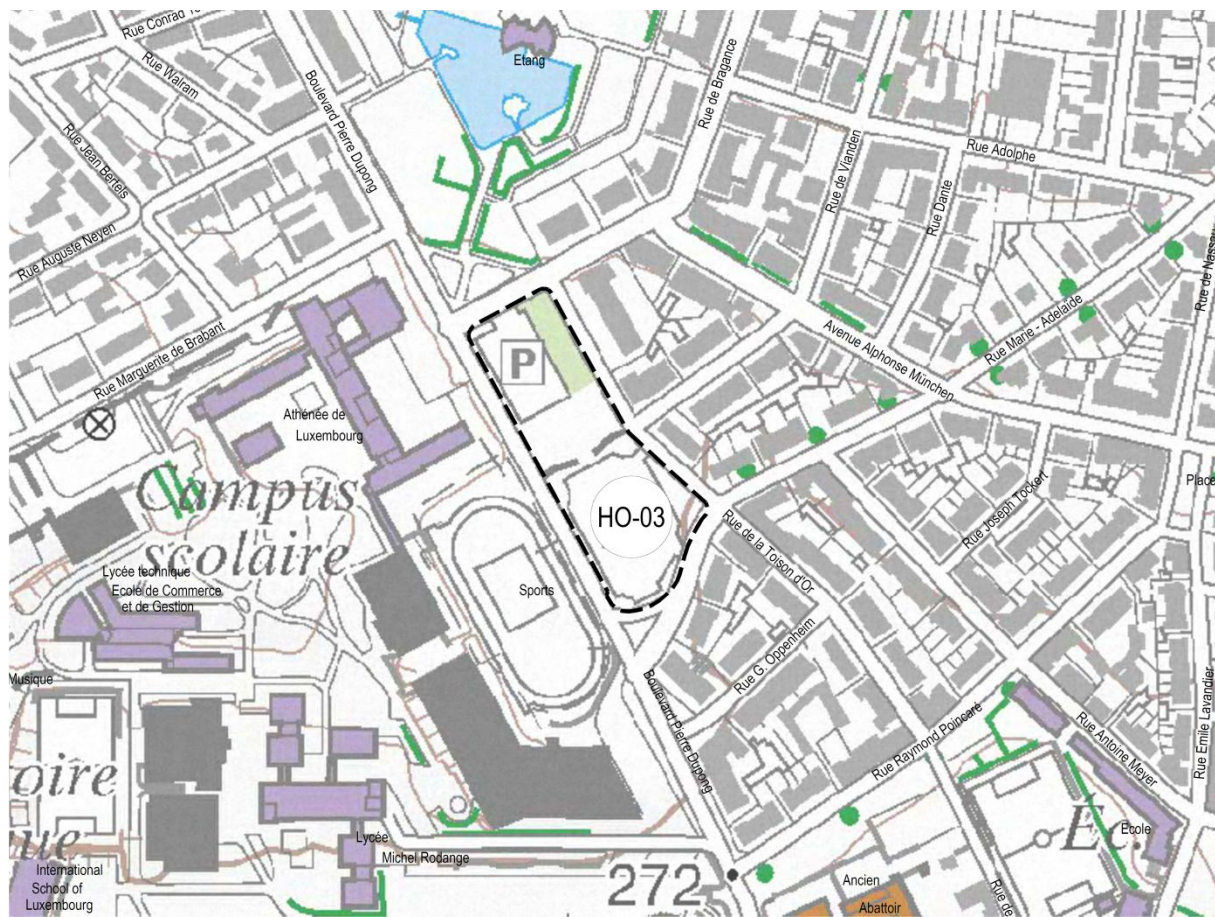 Rue Conrad 1e
Rue Walram
Boulevard Pierre Dupong
Etang
Rue de Bragance
Rue Jean Bertels
Rue de Vianden
Rue Adolphe
Rue Dante
Rue Auguste Neyen
Rue de Nassau
Rue Marguerite de Brabant
Avenue Alphonse München
Rue Marie - Adelaïde
P
Athénée de
Luxembourg
Campus
scolaire
HO-03
Rue de la Toison d'Or
Rue Joseph Tockert
Place
Lycée technique
Ecole de Commerce
et de Gestion
Sports
Rue G. Oppenheim
Musique
Boulevard Pierre Dupong
Rue Raymond Poincaré
Rue Antoine Meyer
Rue Emile Lavandier
oire
que
Ec.
Ecole
Lycée
Michel Rodange
International
School of
Luxembourg
272
Ancien
Abattoir
Rue de